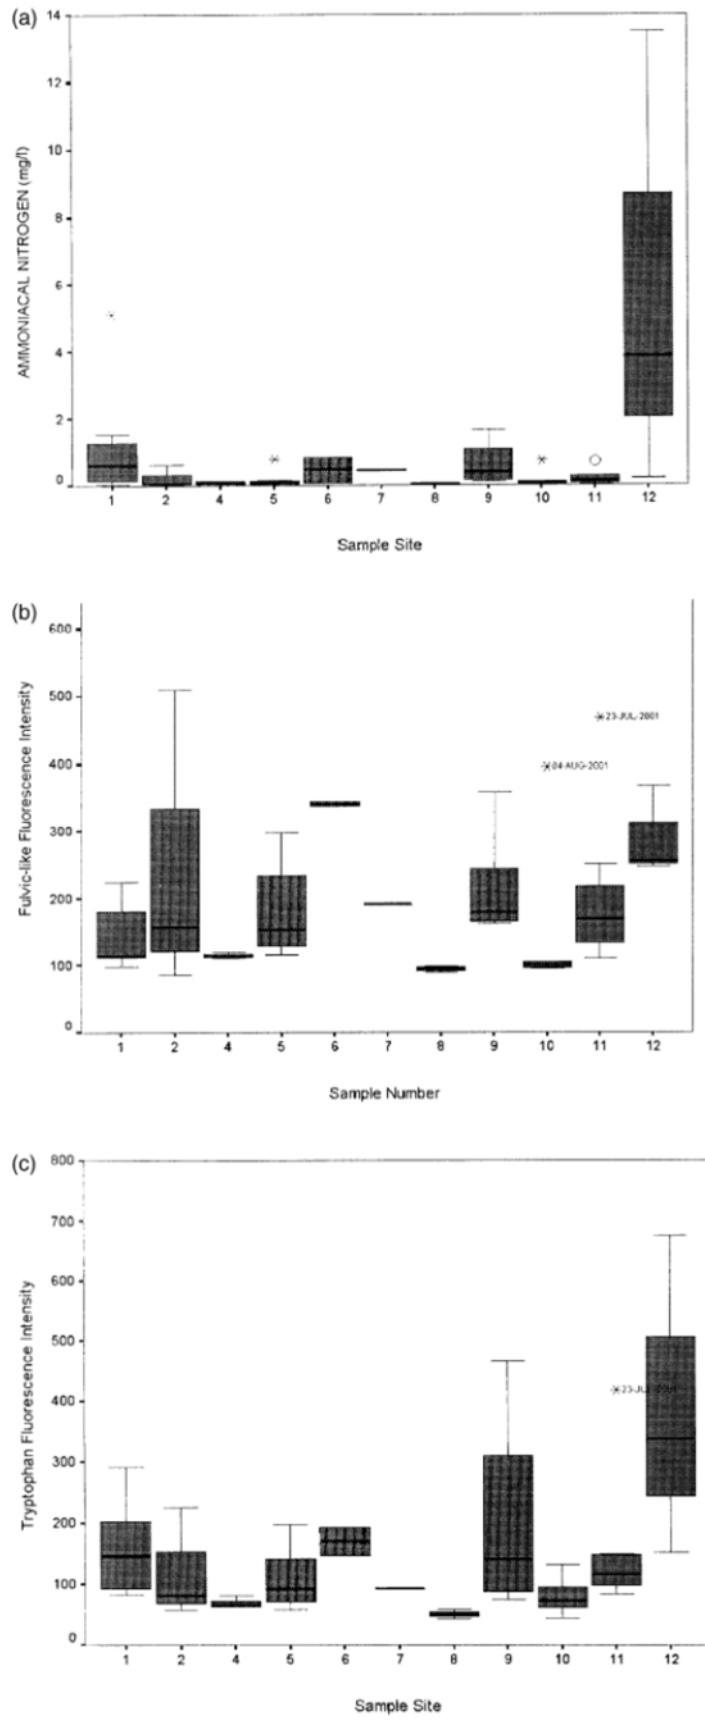 (a)
14
12
10
8
6
4
2
0
AMMONIACAL NITROGEN (mg/l)
1 2 4 5 6 7 8 9 10 11 12
Sample Site
(b)
600
500
400
300
200
100
0
Fulvic-like Fluorescence Intensity
23-JUL-2001
04-AUG-2001
1 2 4 5 6 7 8 9 10 11 12
Sample Number
(c)
800
700
600
500
400
300
200
100
0
Tryptophan Fluorescence Intensity
1 2 4 5 6 7 8 9 10 11 12
Sample Site